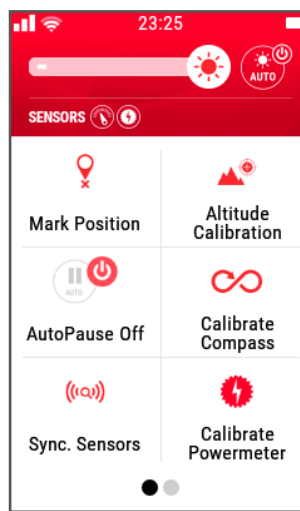 23:25
AUTO
SENSORS
Mark Position
Altitude
Calibration
AUTO
AutoPause Off
Calibrate
Compass
Sync. Sensors
Calibrate
Powermeter